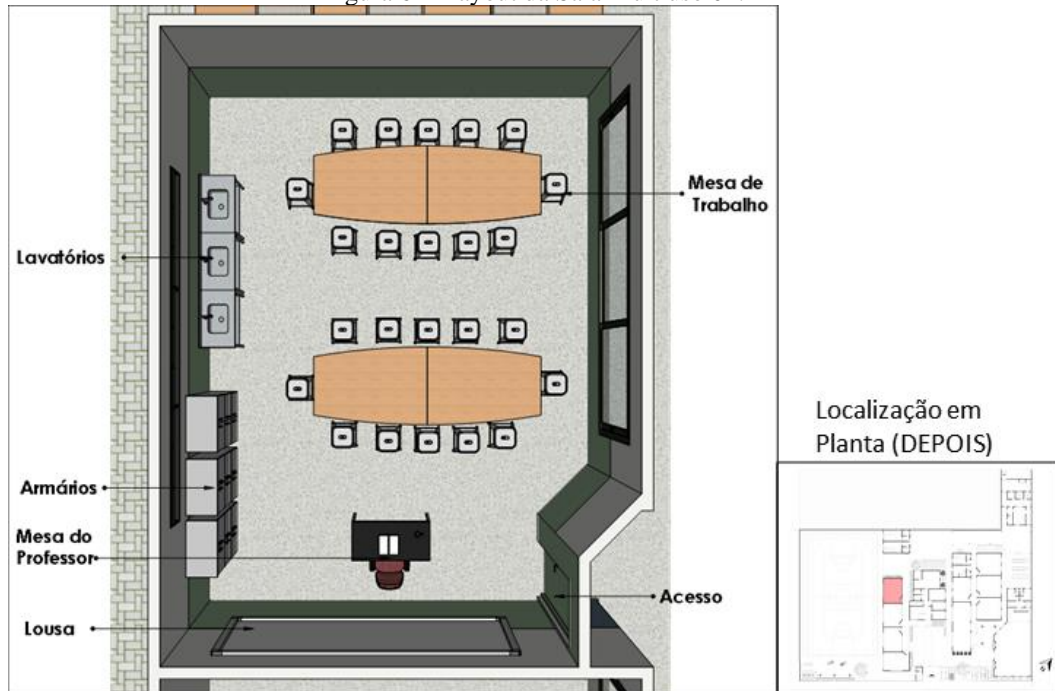 Mesa de
Trabalho
Lavatórios
Armários
Mesa do
Professor
Lousa
Acesso
Localização em
Planta (DEPOIS)